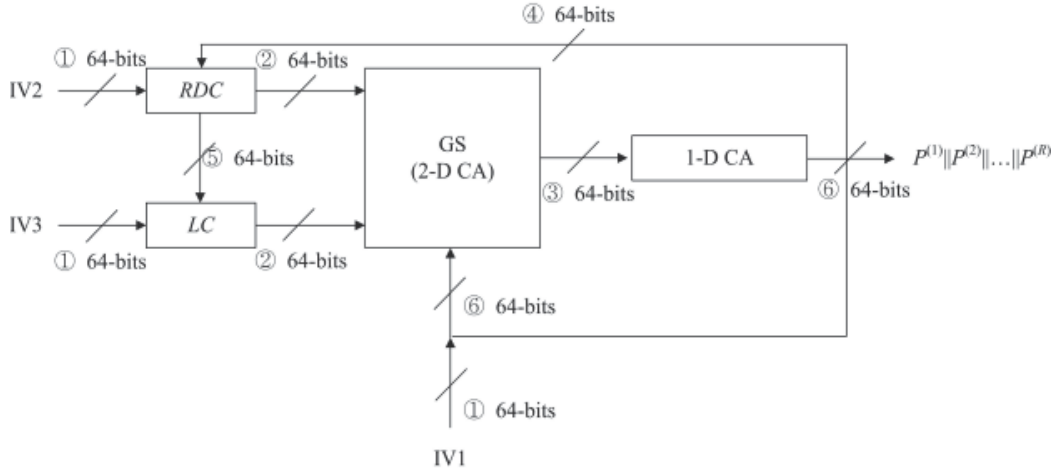 ④ 64-bits
① 64-bits
② 64-bits
IV2
RDC
GS
(2-D CA)
1-D CA
P^{(1)}||P^{(2)}||…||P^{(R)}
⑤ 64-bits
③ 64-bits
⑥ 64-bits
IV3
LC
① 64-bits
② 64-bits
⑥ 64-bits
① 64-bits
IV1